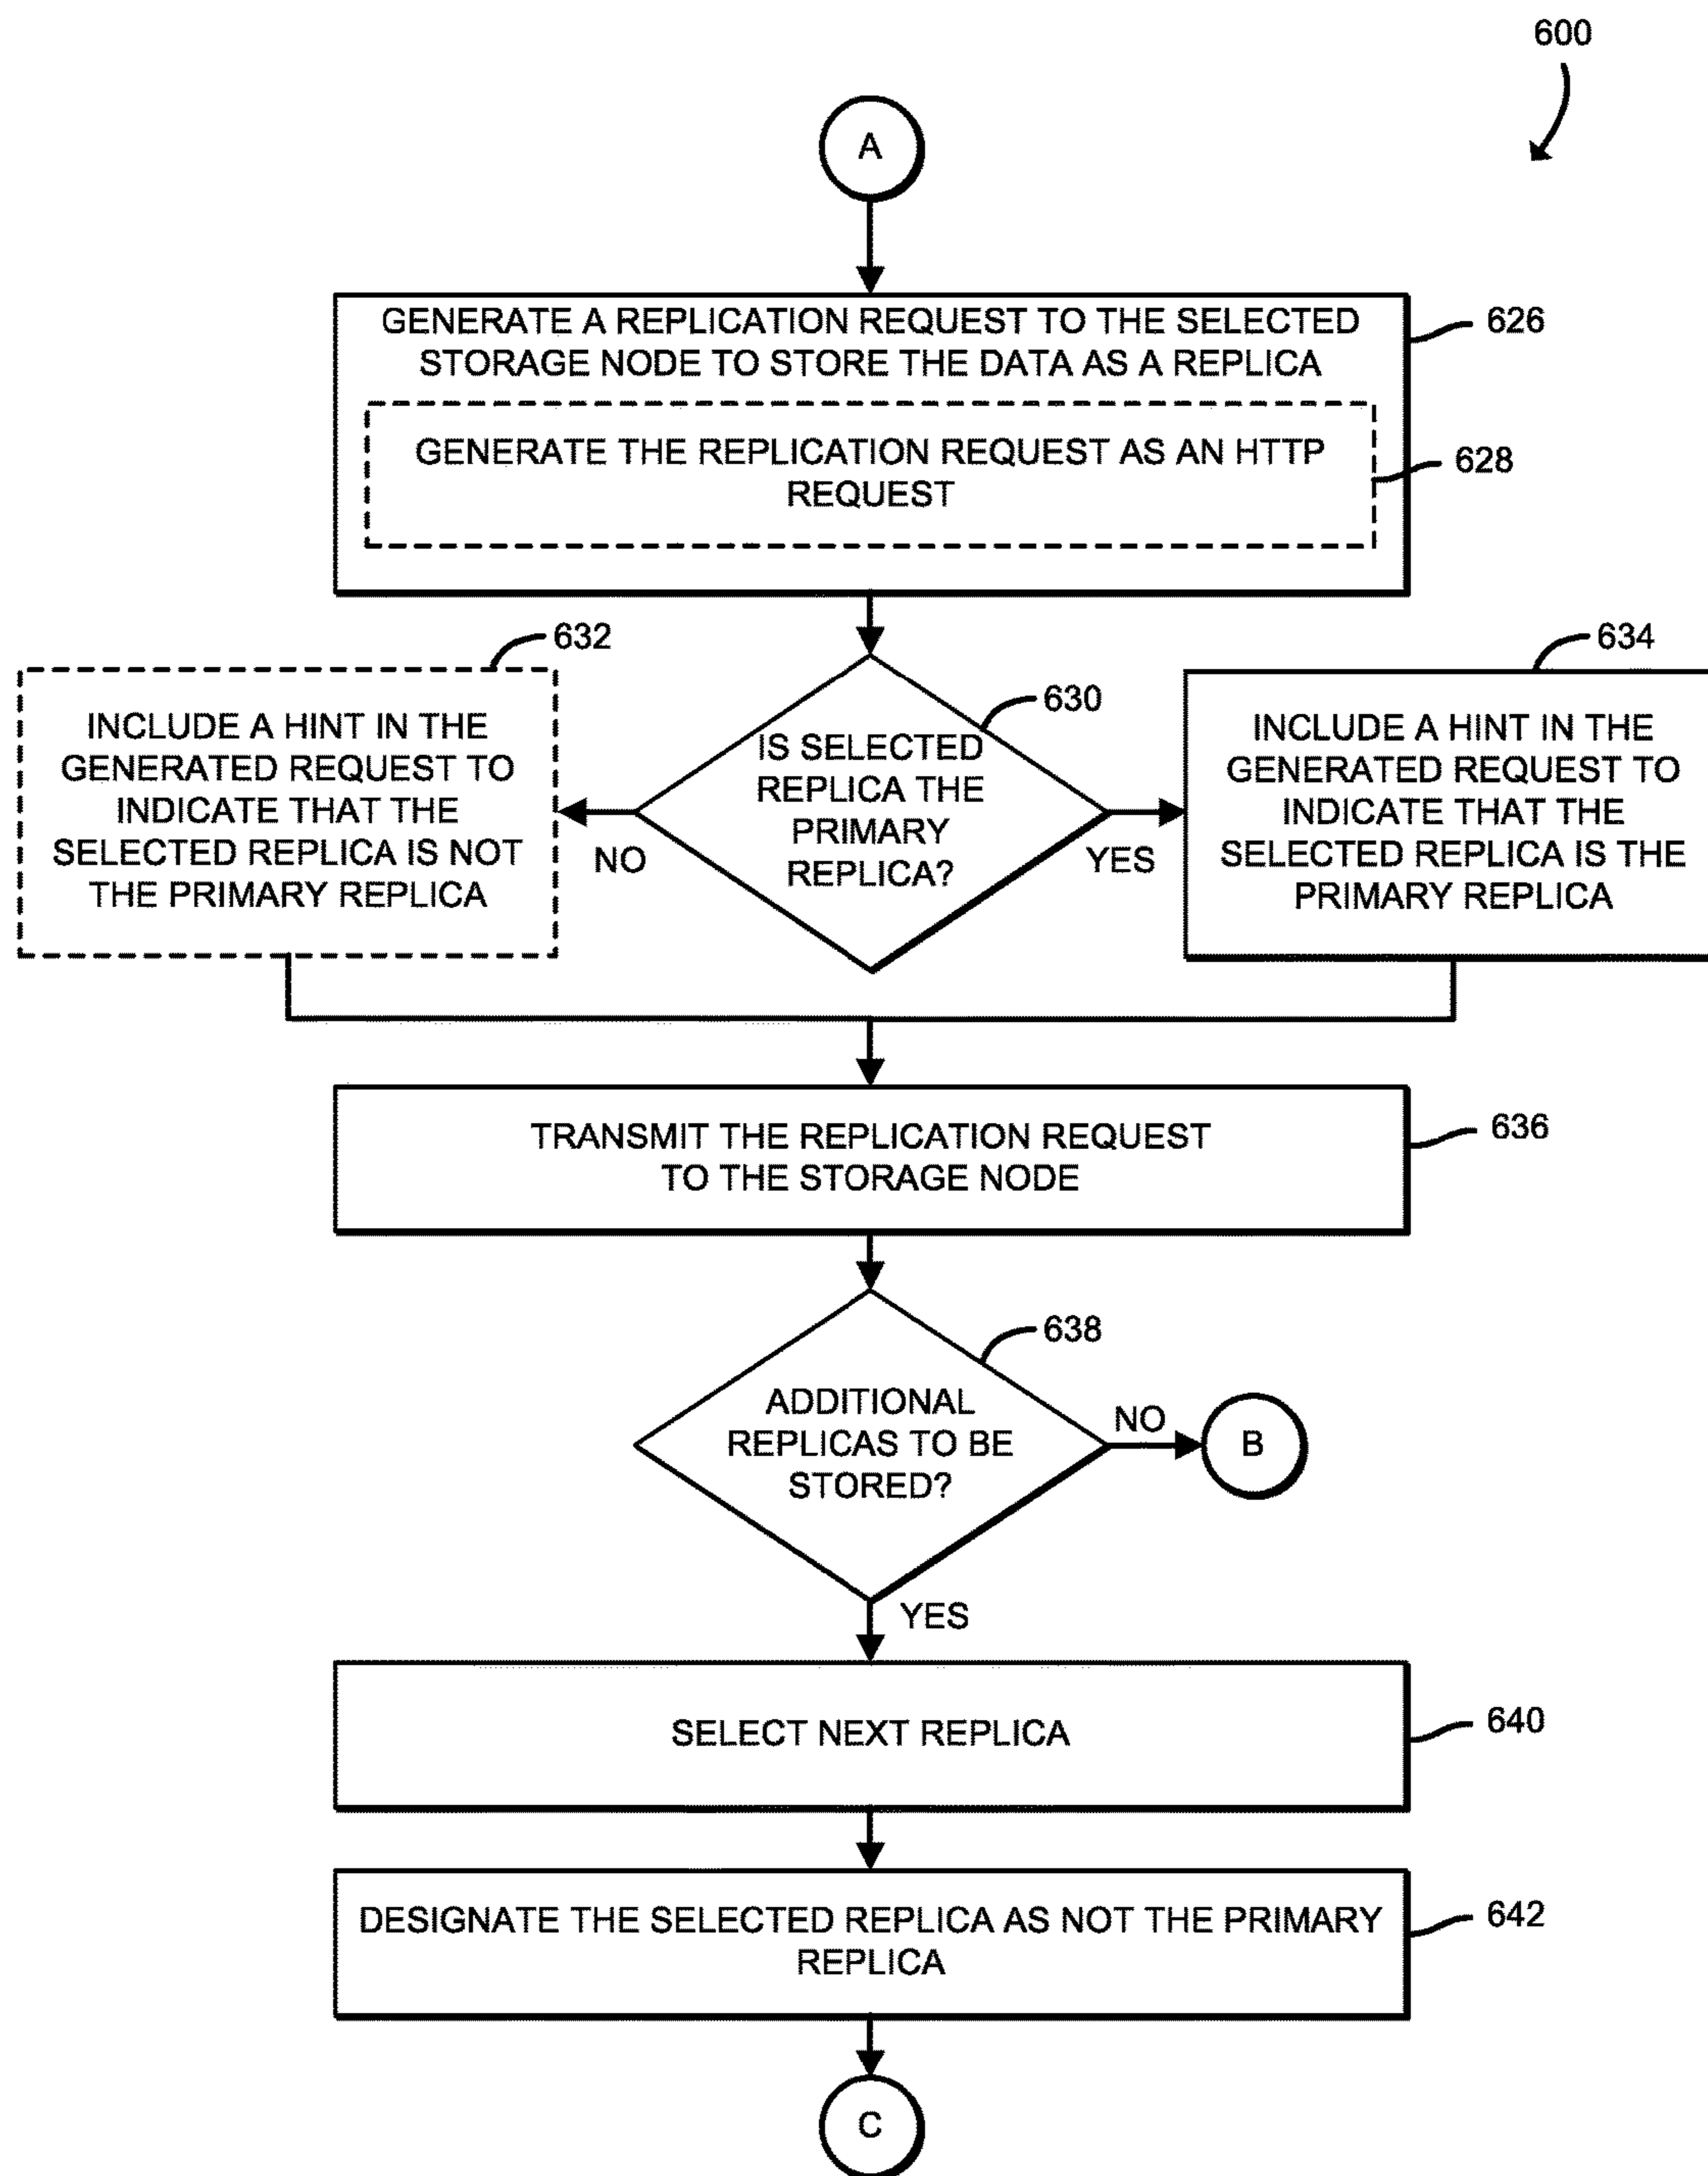 600
A
GENERATE A REPLICATION REQUEST TO THE SELECTED
STORAGE NODE TO STORE THE DATA AS A REPLICA
626
GENERATE THE REPLICATION REQUEST AS AN HTTP
REQUEST
628
632
INCLUDE A HINT IN THE
GENERATED REQUEST TO
INDICATE THAT THE
SELECTED REPLICA IS NOT
THE PRIMARY REPLICA
630
IS SELECTED
REPLICA THE
PRIMARY
REPLICA?
NO
YES
634
INCLUDE A HINT IN THE
GENERATED REQUEST TO
INDICATE THAT THE
SELECTED REPLICA IS THE
PRIMARY REPLICA
TRANSMIT THE REPLICATION REQUEST
TO THE STORAGE NODE
636
638
ADDITIONAL
REPLICAS TO BE
STORED?
NO
B
YES
SELECT NEXT REPLICA
640
DESIGNATE THE SELECTED REPLICA AS NOT THE PRIMARY
REPLICA
642
C